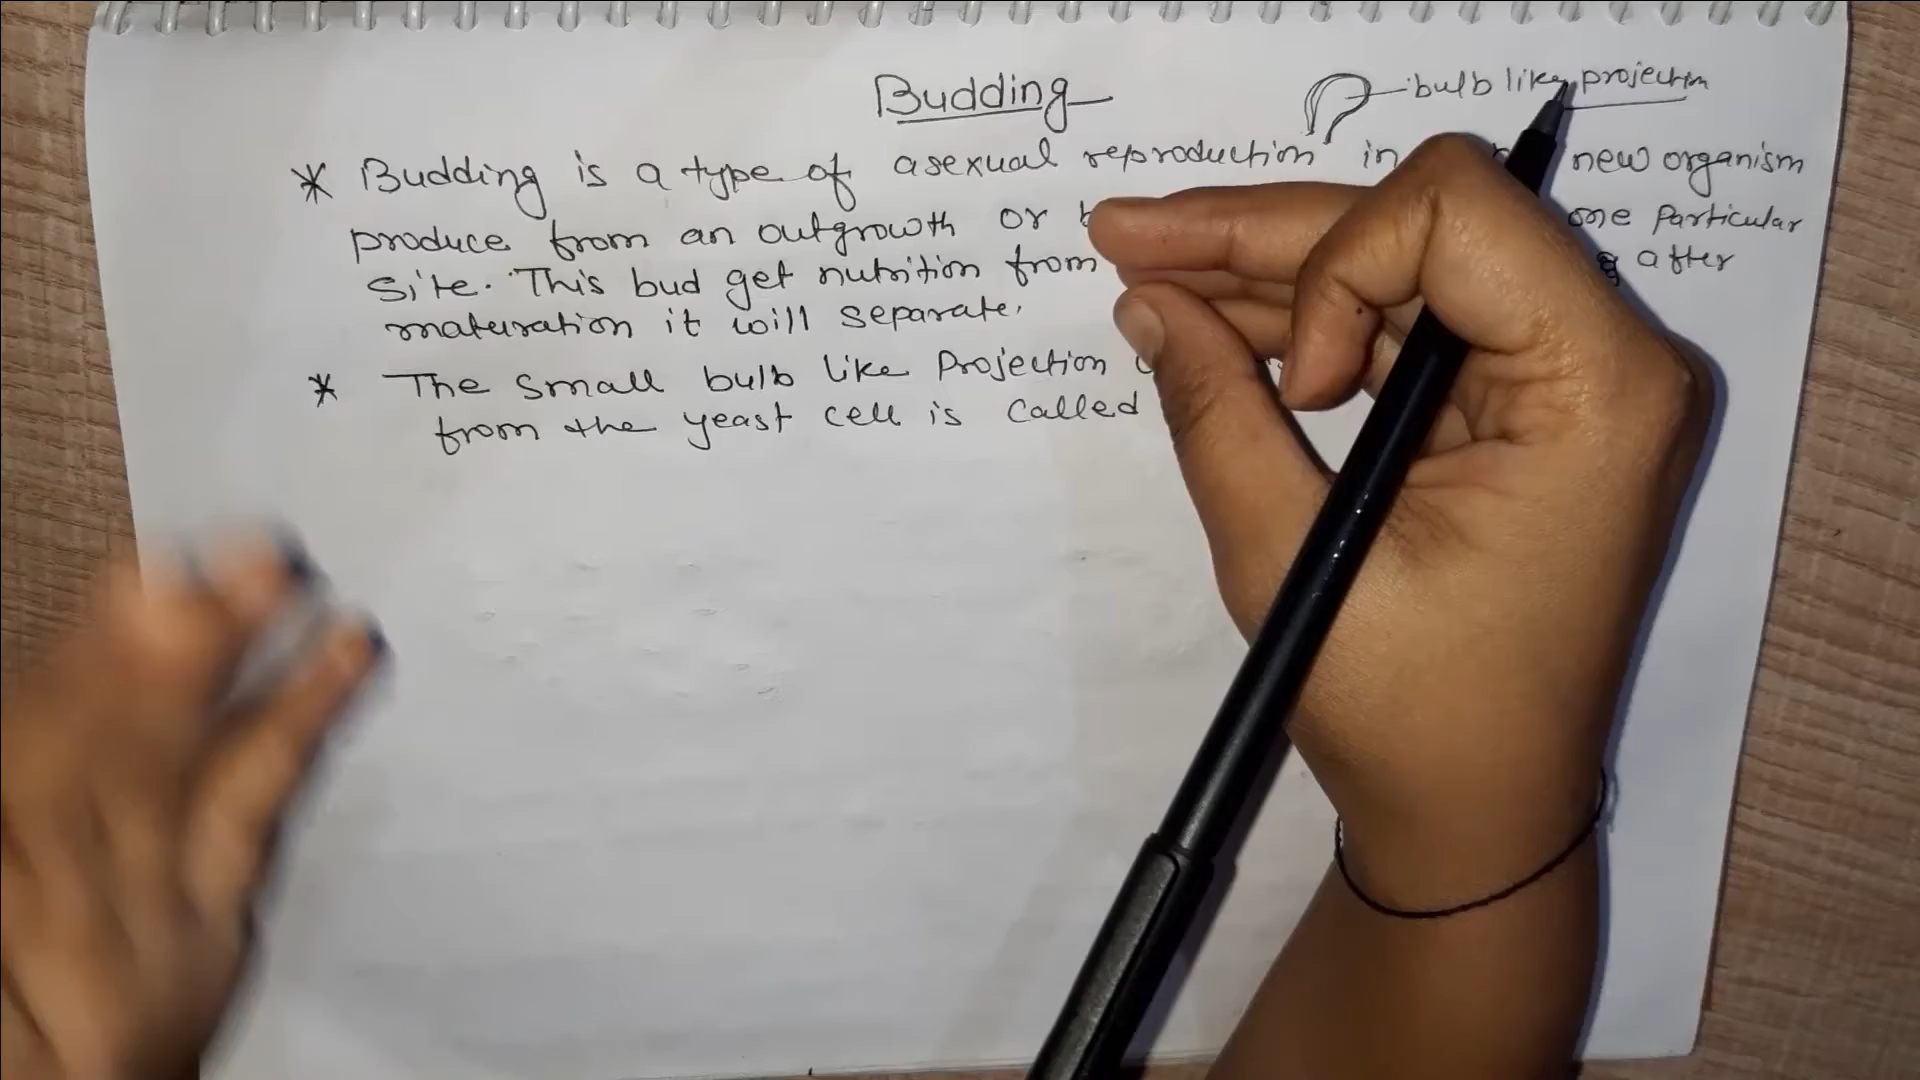 Budding
bulb like projection
* Budding is a type of asexual reproduction in new organism
produce from an outgrowth or one particular
site. This bud get nutrition from after
maturation it will separate.
* The small bulb like Projection
from the yeast cell is called